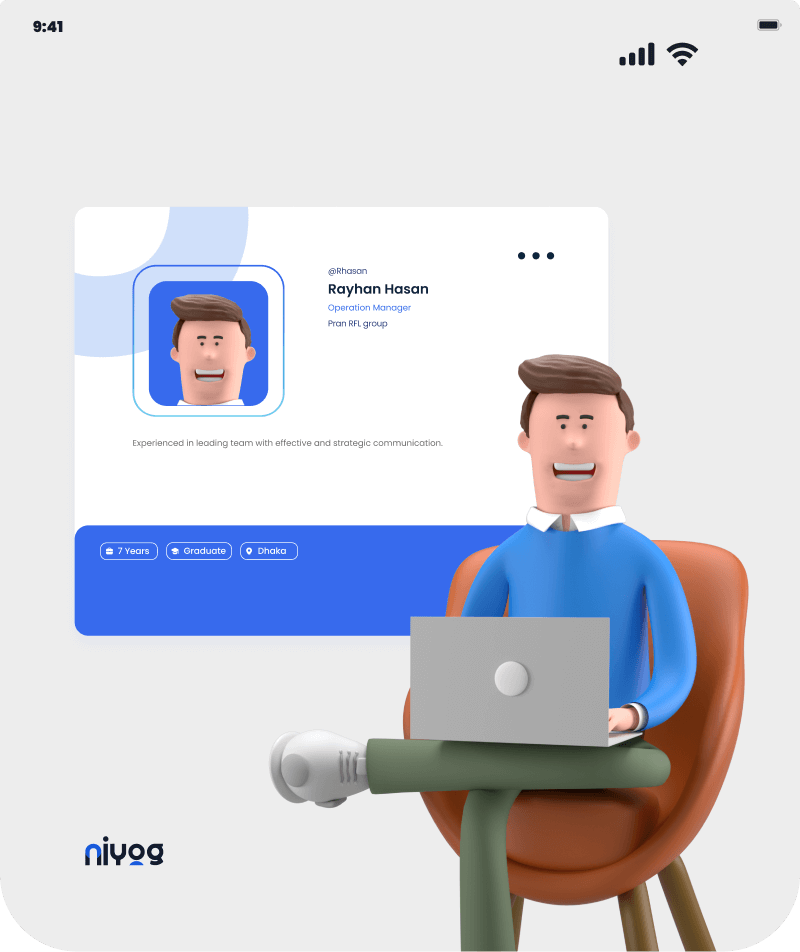 9:41
@Rhasan
Rayhan Hasan
Operation Manager
Pran RFL group
Experienced in leading team with effective and strategic communication.
7 Years
Graduate
Dhaka
niyog